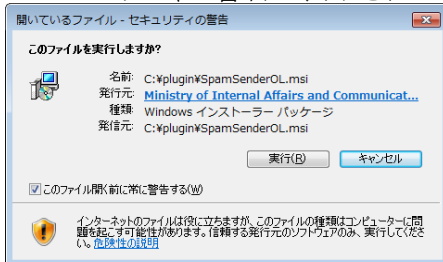 開いているファイル - セキュリティの警告
このファイルを実行しますか?
名前: C:¥plugin¥SpamSenderOL.msi
発行元: Ministry of Internal Affairs and Communicat...
種類: Windows インストーラー パッケージ
発信元: C:¥plugin¥SpamSenderOL.msi
実行(R) キャンセル
このファイル開く前に常に警告する(W)
インターネットのファイルは役に立ちますが、このファイルの種類はコンピューターに問
題を起こす可能性があります。信頼する発行元のソフトウェアのみ、実行してくださ
い。危険性の説明